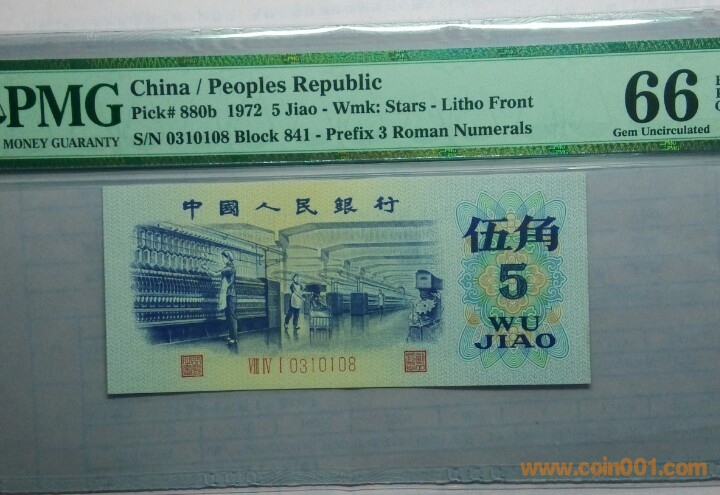 PMG
MONEY GUARANTY
China / Peoples Republic
Pick# 880b 1972 5 Jiao - Wmk: Stars - Litho Front
S/N 0310108 Block 841 - Prefix 3 Roman Numerals
66
Gem Uncirculated
中國人民銀行
伍角
5
WU
JIAO
VIII IV I 0310108
www.coin001.com